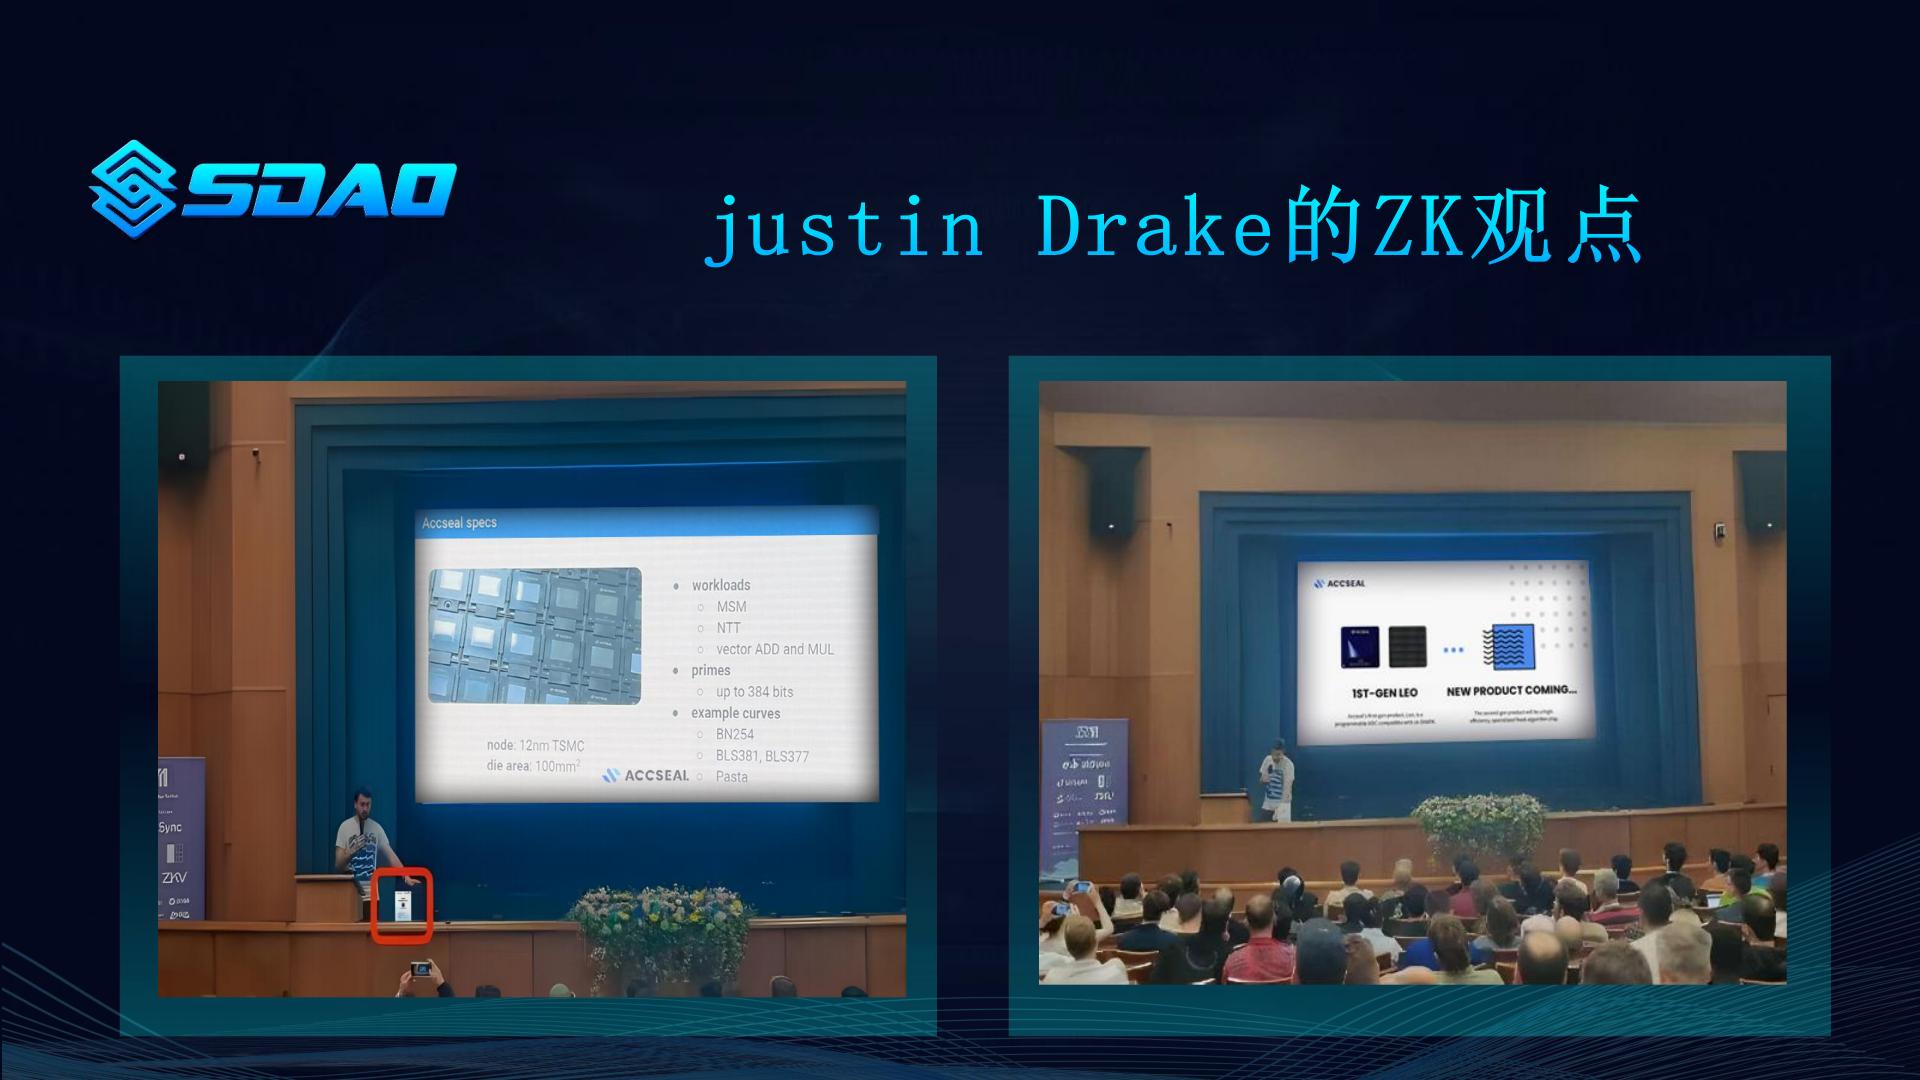 SDAO
justin Drake的ZK观点
Accseal specs
workloads
MSM
NTT
vector ADD and MUL
primes
up to 384 bits
example curves
BN254
BLS381, BLS377
Pasta
node: 12nm TSMC
die area: 100mm²
ACCSEAL
Sync
ZKV
ACCSEAL
1ST-GEN LEO
NEW PRODUCT COMING...